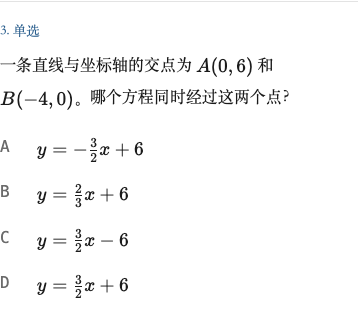 3. 单选
一条直线与坐标轴的交点为 A(0, 6) 和
B(−4, 0)。哪个方程同时经过这两个点?
A y = −3/2x + 6
B y = 2/3x + 6
C y = 3/2x − 6
D y = 3/2x + 6